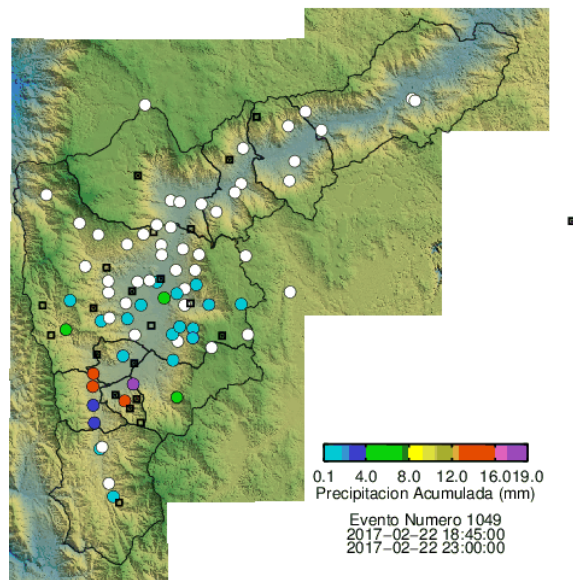 0.1 4.0 8.0 12.0 16.0 19.0
Precipitacion Acumulada (mm)
Evento Numero 1049
2017-02-22 18:45:00
2017-02-22 23:00:00